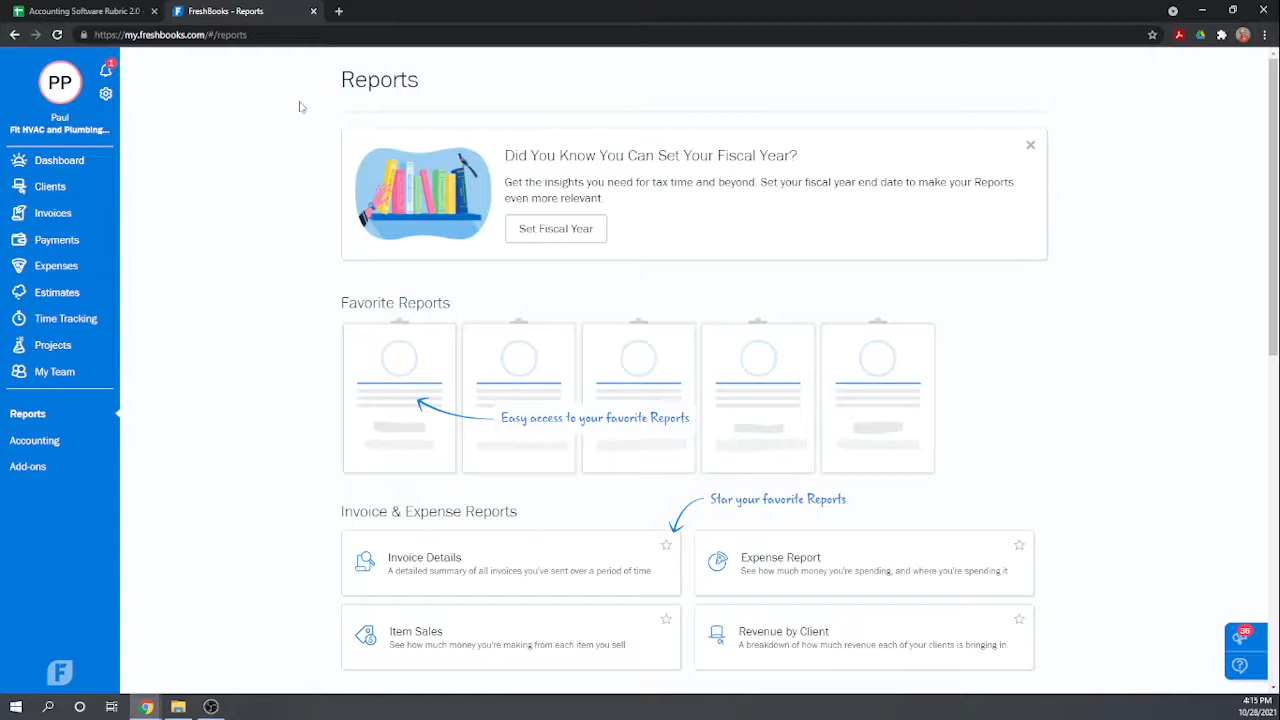 Accounting Software Rubric 2.0
FreshBooks - Reports
https://my.freshbooks.com/#/reports
PP
1
Paul
Fit HVAC and Plumbing...
Dashboard
Clients
Invoices
Payments
Expenses
Estimates
Time Tracking
Projects
My Team
Reports
Accounting
Add-ons
Reports
Did You Know You Can Set Your Fiscal Year?
Get the insights you need for tax time and beyond. Set your fiscal year end date to make your Reports
even more relevant.
Set Fiscal Year
Favorite Reports
Easy access to your favorite Reports
Star your favorite Reports
Invoice & Expense Reports
Invoice Details
A detailed summary of all invoices you've sent over a period of time.
Expense Report
See how much money you're spending, and where you're spending it
Item Sales
See how much money you're making from each item you sell
Revenue by Client
A breakdown of how much revenue each of your clients is bringing in.
36
F
4:15 PM
10/28/2021